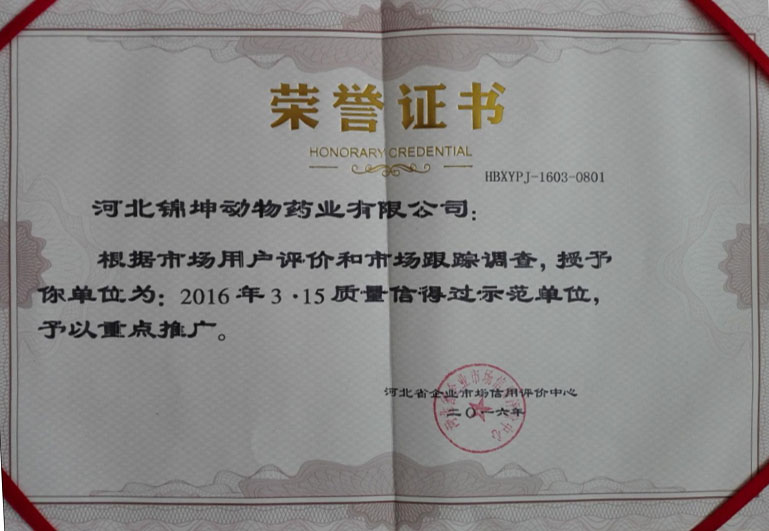 荣誉证书
HONORARY CREDENTIAL
HBXYPJ-1603-0801
河北锦坤动物药业有限公司：
根据市场用户评价和市场跟踪调查，授予
你单位为：2016年3·15质量信得过示范单位，
予以重点推广。
河北省企业市场信用评价中心
二〇一六年